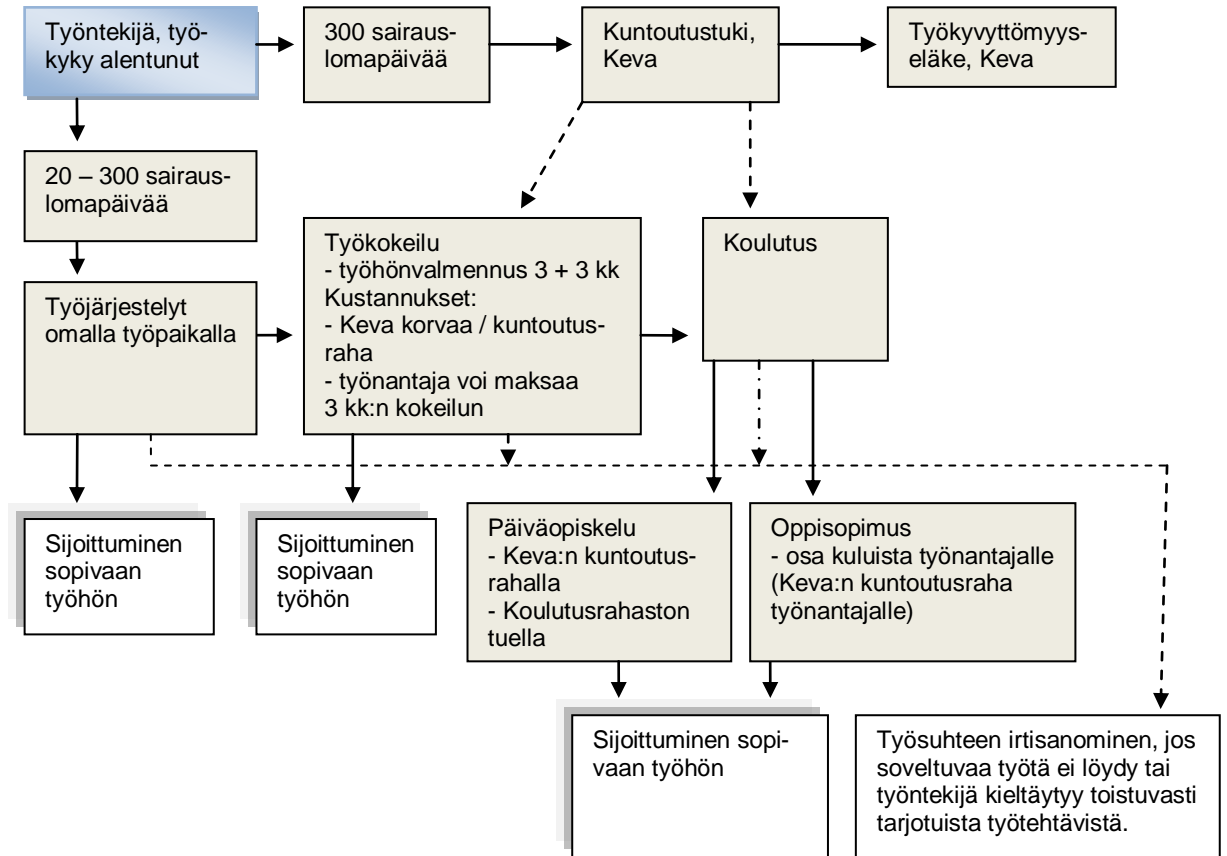 Työntekijä, työ-
kyky alentunut
300 sairaus-
lomapäivää
Kuntoutustuki,
Keva
Työkyvyttömyys-
eläke, Keva
20 – 300 sairaus-
lomapäivää
Työjärjestelyt
omalla työpaikalla
Työkokeilu
- työhönvalmennus 3 + 3 kk
Kustannukset:
- Keva korvaa / kuntoutus-
raha
- työnantaja voi maksaa
3 kk:n kokeilun
Koulutus
Sijoittuminen
sopivaan
työhön
Sijoittuminen
sopivaan
työhön
Päiväopiskelu
- Keva:n kuntoutus-
rahalla
- Koulutusrahaston
tuella
Oppisopimus
- osa kuluista työnantajalle
(Keva:n kuntoutusraha
työnantajalle)
Sijoittuminen sopi-
vaan työhön
Työsuhteen irtisanominen, jos
soveltuvaa työtä ei löydy tai
työntekijä kieltäytyy toistuvasti
tarjotuista työtehtävistä.